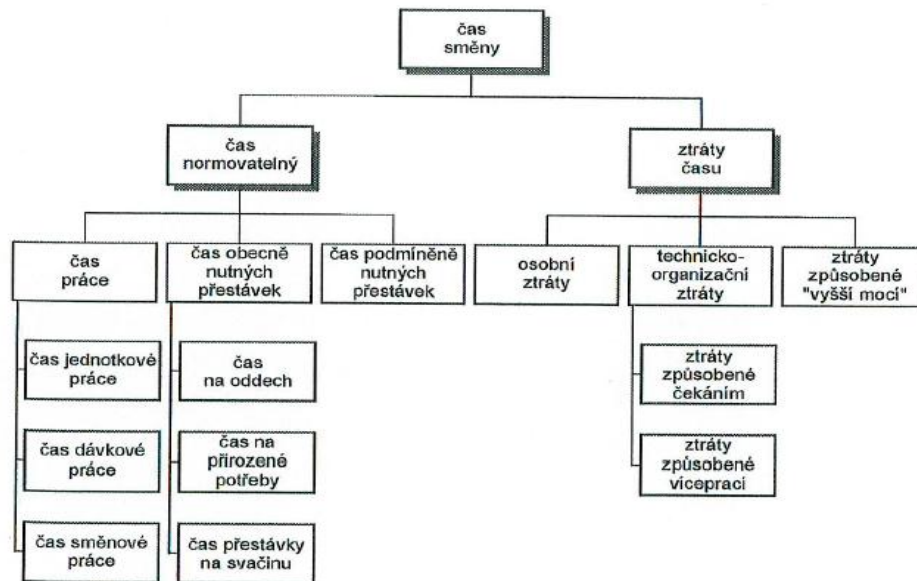 čas
směny
čas
normovatelný
ztráty
času
čas
práce
čas obecně
nutných
přestávek
čas podmíněně
nutných
přestávek
osobní
ztráty
technicko-
organizační
ztráty
ztráty
způsobené
"vyšší mocí"
čas jednotkové
práce
čas
na oddech
ztráty
způsobené
čekáním
čas dávkové
práce
čas na
přirozené
potřeby
ztráty
způsobené
vícepraci
čas směnové
práce
čas přestávky
na svačinu